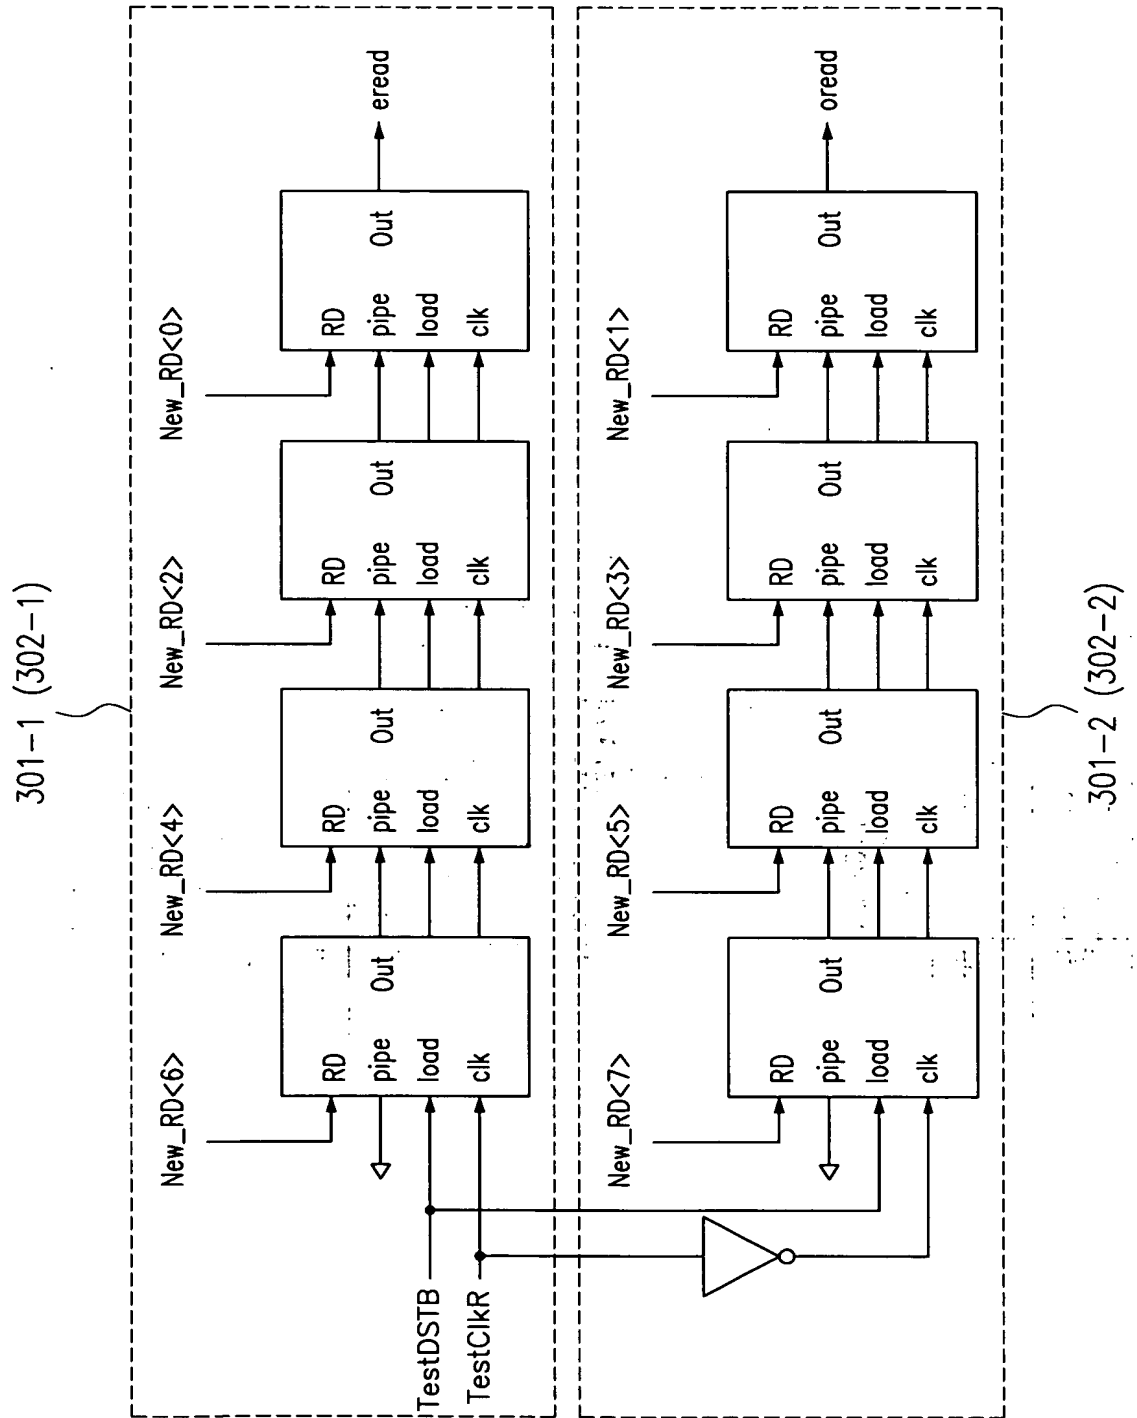 301-1 (302-1)
New_RD<6>
New_RD<4>
New_RD<2>
New_RD<0>
RD
pipe
load
clk
Out
RD
pipe
load
clk
Out
RD
pipe
load
clk
Out
RD
pipe
load
clk
Out
eread
TestDSTB
TestClkR
New_RD<7>
New_RD<5>
New_RD<3>
New_RD<1>
RD
pipe
load
clk
Out
RD
pipe
load
clk
Out
RD
pipe
load
clk
Out
RD
pipe
load
clk
Out
oread
301-2 (302-2)